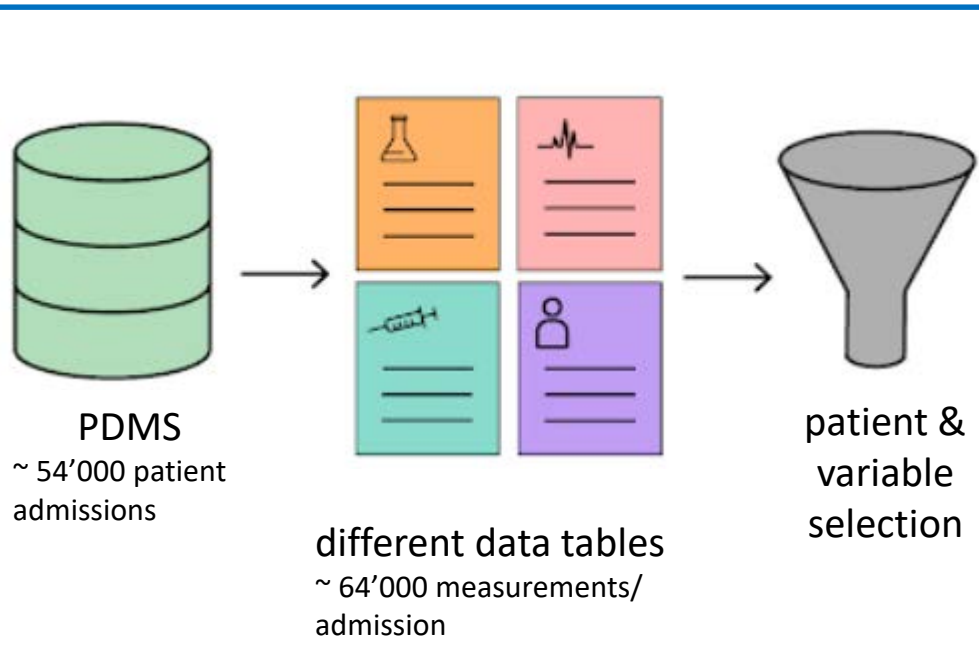 PDMS
~ 54’000 patient
admissions
different data tables
~ 64’000 measurements/
admission
patient &
variable
selection